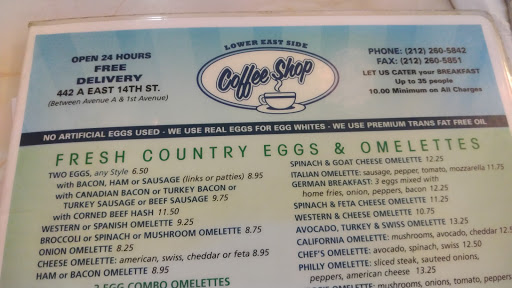 OPEN 24 HOURS
FREE
DELIVERY
442 A EAST 14TH ST.
(Between Avenue A & 1st Avenue)
LOWER EAST SIDE
Coffee Shop
PHONE: (212) 260-5842
FAX: (212) 260-5851
LET US CATER your BREAKFAST
Up to 35 people
10.00 Minimum on All Charges
NO ARTIFICIAL EGGS USED - WE USE REAL EGGS FOR EGG WHITES - WE USE PREMIUM TRANS FAT FREE OIL
FRESH COUNTRY EGGS & OMELETTES
TWO EGGS, any Style 6.50
with BACON, HAM or SAUSAGE (links or patties) 8.95
with CANADIAN BACON or TURKEY BACON or
TURKEY SAUSAGE or BEEF SAUSAGE 9.75
with CORNED BEEF HASH 11.50
WESTERN or SPANISH OMELETTE 9.25
BROCCOLI or SPINACH or MUSHROOM OMELETTE 8.75
ONION OMELETTE 8.25
CHEESE OMELETTE: american, swiss, cheddar or feta 8.95
HAM or BACON OMELETTE 8.95
3 EGG COMBO OMELETTES
SPINACH & GOAT CHEESE OMELETTE 12.25
ITALIAN OMELETTE: sausage, pepper, tomato, mozzarella 11.75
GERMAN BREAKFAST: 3 eggs mixed with
home fries, onion, peppers, bacon 12.25
SPINACH & FETA CHEESE OMELETTE 11.25
WESTERN & CHEESE OMELETTE 10.75
AVOCADO, TURKEY & SWISS OMELETTE 13.25
CALIFORNIA OMELETTE: mushrooms, avocado, cheddar 12.5
CHEF'S OMELETTE: avocado, spinach, swiss 12.50
PHILLY OMELETTE: sliced steak, sauteed onions,
peppers, american cheese 13.25
OMELETTE: mushrooms, tomato, peppers,